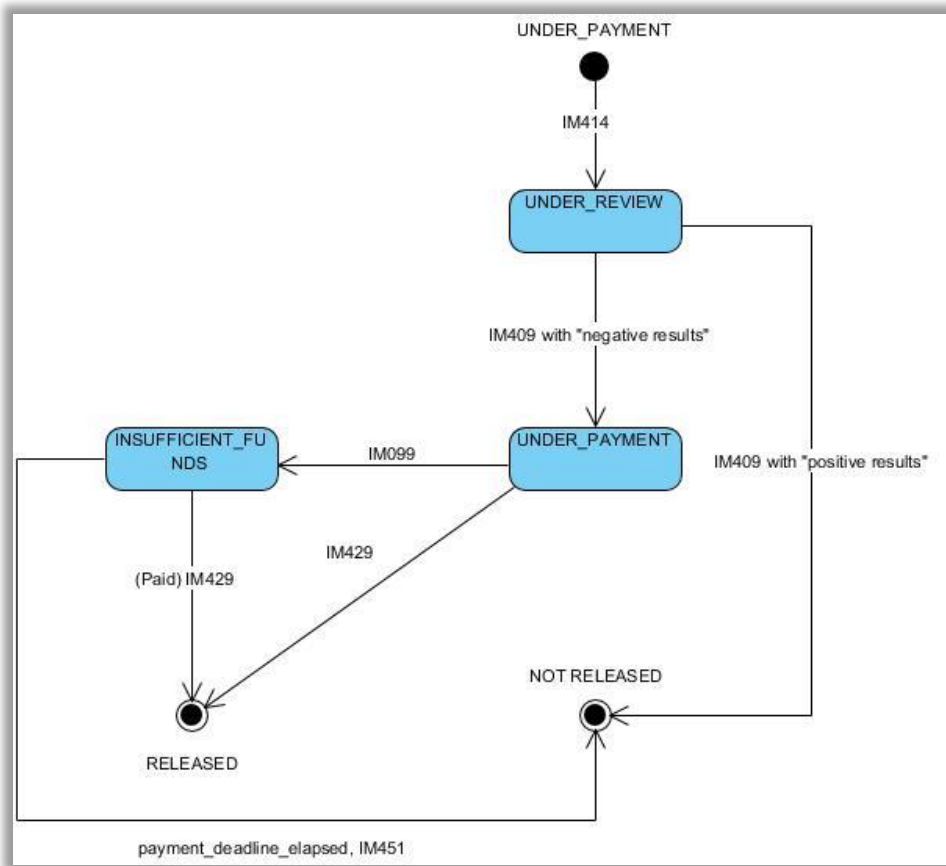 UNDER_PAYMENT
IM414
UNDER_REVIEW
IM409 with "negative results"
INSUFFICIENT_FU
NDS
IM099
UNDER_PAYMENT
IM409 with "positive results"
IM429
(Paid) IM429
NOT RELEASED
RELEASED
payment_deadline_elapsed, IM451